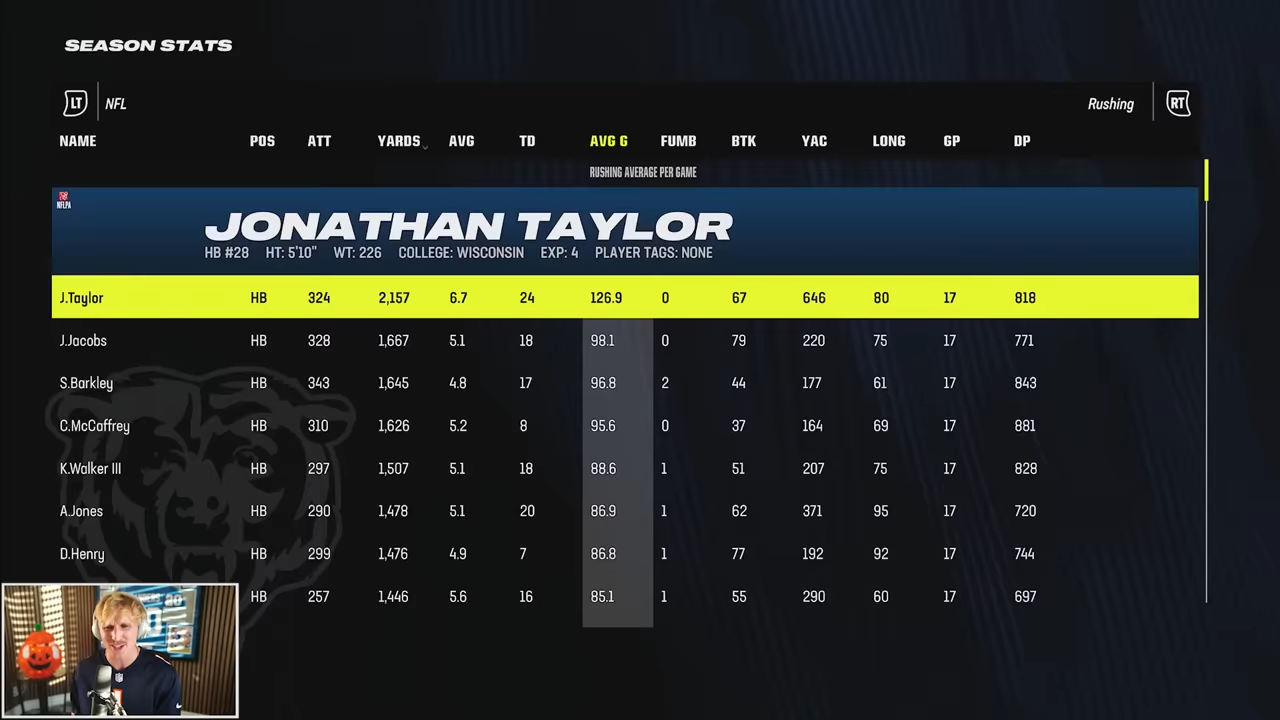 SEASON STATS
LT NFL Rushing RT
NAME POS ATT YARDS AVG TD AVG G FUMB BTK YAC LONG GP DP
RUSHING AVERAGE PER GAME
NFLPA
JONATHAN TAYLOR
HB #28 HT: 5'10" WT: 226 COLLEGE: WISCONSIN EXP: 4 PLAYER TAGS: NONE
J.Taylor HB 324 2,157 6.7 24 126.9 0 67 646 80 17 818
J.Jacobs HB 328 1,667 5.1 18 98.1 0 79 220 75 17 771
S.Barkley HB 343 1,645 4.8 17 96.8 2 44 177 61 17 843
C.McCaffrey HB 310 1,626 5.2 8 95.6 0 37 164 69 17 881
K.Walker III HB 297 1,507 5.1 18 88.6 1 51 207 75 17 828
A.Jones HB 290 1,478 5.1 20 86.9 1 62 371 95 17 720
D.Henry HB 299 1,476 4.9 7 86.8 1 77 192 92 17 744
HB 257 1,446 5.6 16 85.1 1 55 290 60 17 697